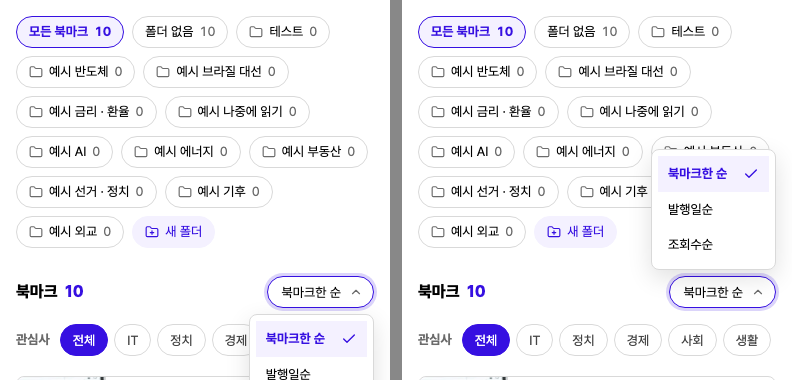 모든 북마크 10 폴더 없음 10 테스트 0
예시 반도체 0 예시 브라질 대선 0
예시 금리 · 환율 0 예시 나중에 읽기 0
예시 AI 0 예시 에너지 0 예시 부동산 0
예시 선거 · 정치 0 예시 기후 0
예시 외교 0 새 폴더
북마크 10 북마크한 순
관심사 전체 IT 정치 경제
북마크한 순
발행일순
모든 북마크 10 폴더 없음 10 테스트 0
예시 반도체 0 예시 브라질 대선 0
예시 금리 · 환율 0 예시 나중에 읽기 0
예시 AI 0 예시 에너지 0
예시 선거 · 정치 0 예시 기후
예시 외교 0 새 폴더
북마크한 순
발행일순
조회수순
북마크 10 북마크한 순
관심사 전체 IT 정치 경제 사회 생활